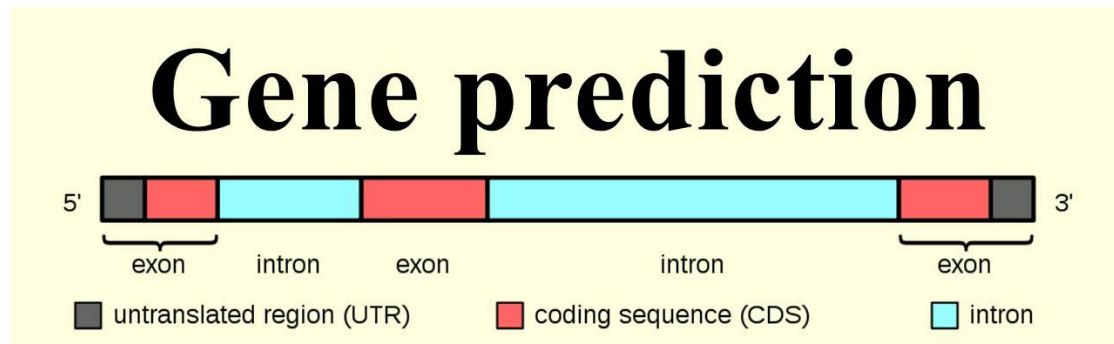 Gene prediction
5' 3'
exon intron exon intron exon
untranslated region (UTR) coding sequence (CDS) intron